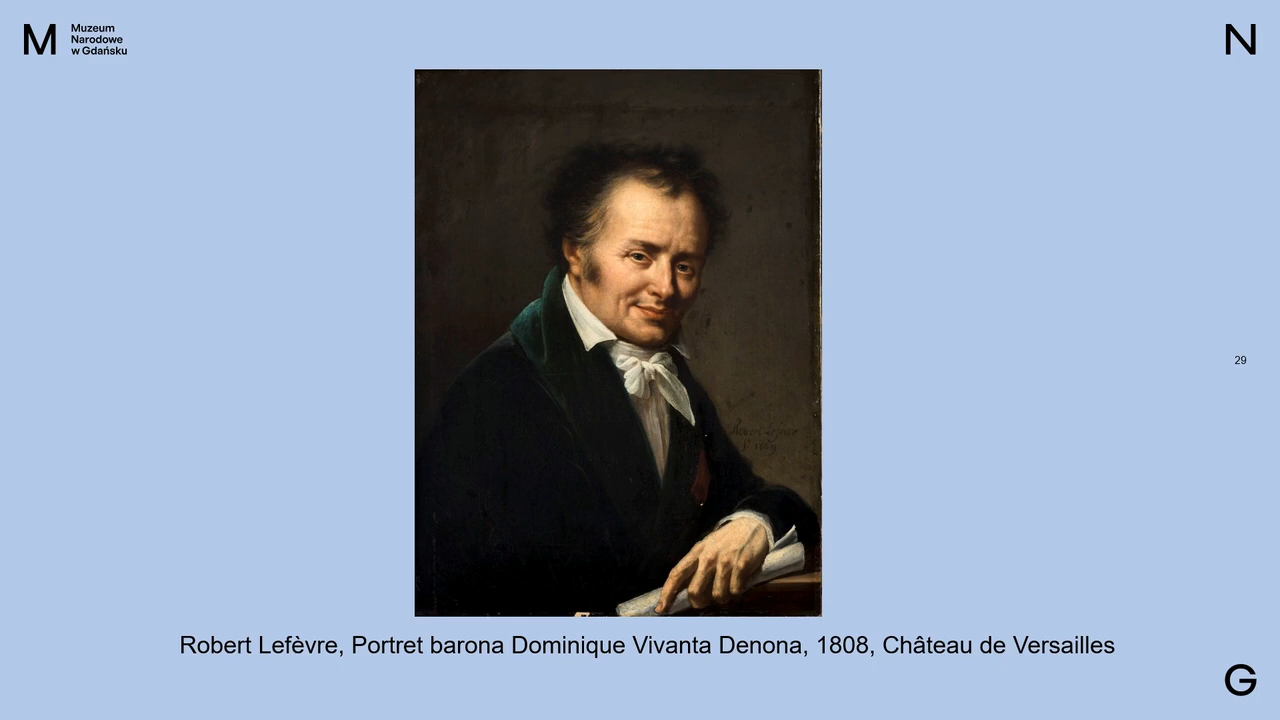 M
Muzeum
Narodowe
w Gdańsku
N
29
Robert Lefèvre, Portret barona Dominique Vivanta Denona, 1808, Château de Versailles
G